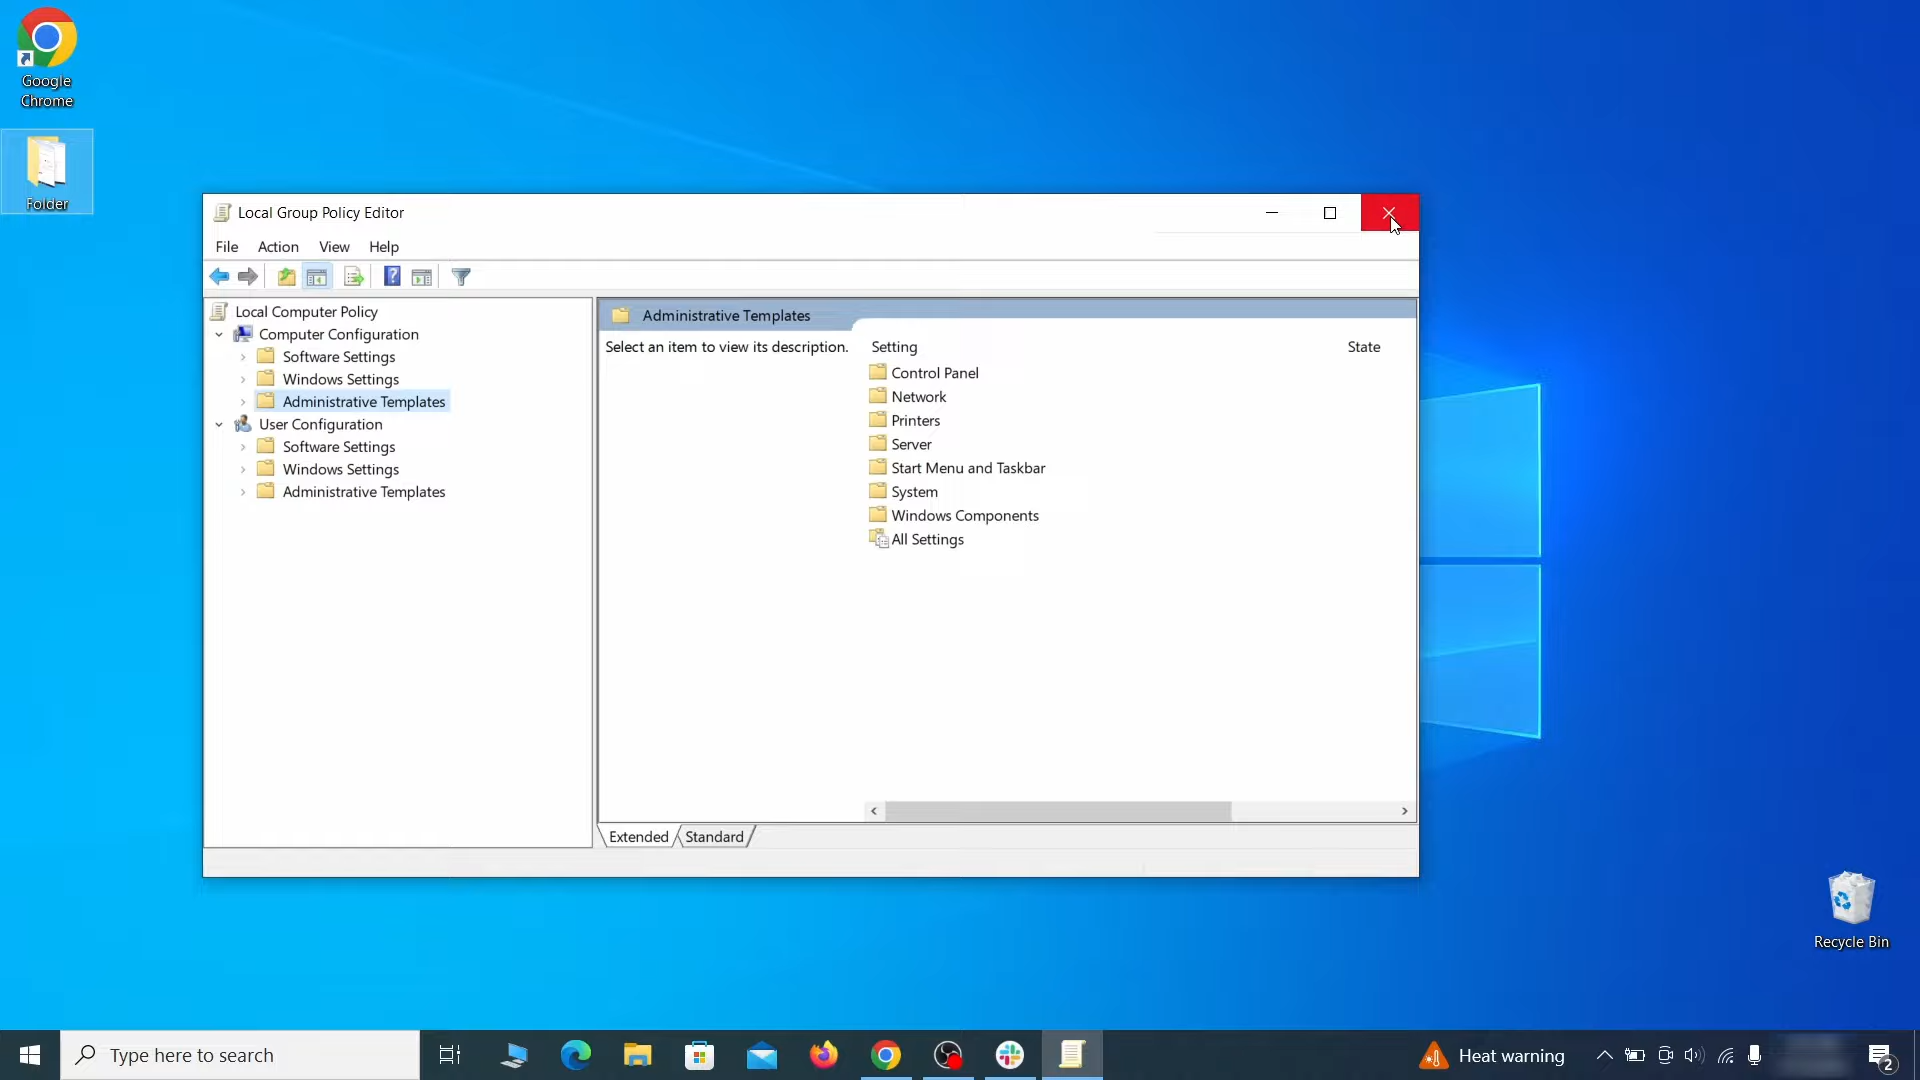 Google
Chrome
Folder
Local Group Policy Editor
File Action View Help
Local Computer Policy
Computer Configuration
Software Settings
Windows Settings
Administrative Templates
User Configuration
Software Settings
Windows Settings
Administrative Templates
Administrative Templates
Select an item to view its description.
Setting State
Control Panel
Network
Printers
Server
Start Menu and Taskbar
System
Windows Components
All Settings
Extended Standard
Recycle Bin
Type here to search
Heat warning
2